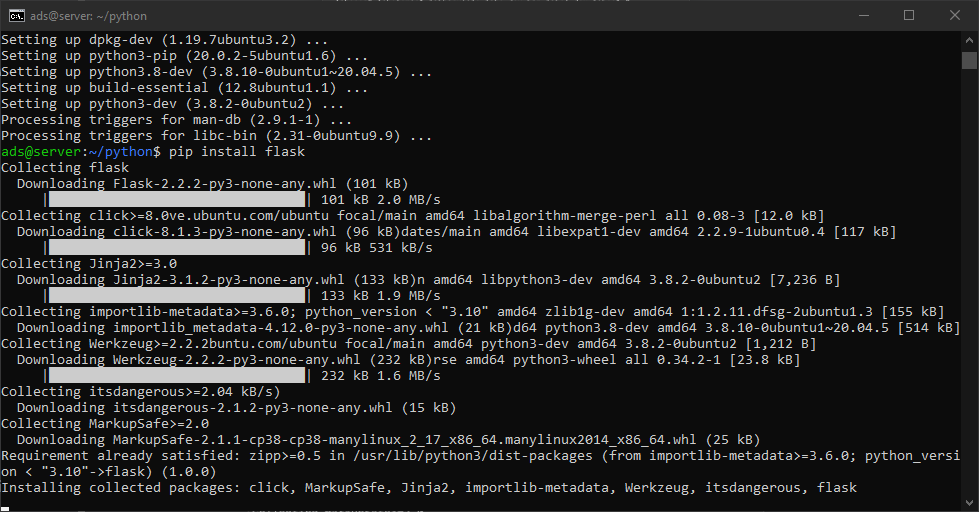 ads@server: ~/python
Setting up dpkg-dev (1.19.7ubuntu3.2) ...
Setting up python3-pip (20.0.2-5ubuntu1.6) ...
Setting up python3.8-dev (3.8.10-0ubuntu1~20.04.5) ...
Setting up build-essential (12.8ubuntu1.1) ...
Setting up python3-dev (3.8.2-0ubuntu2) ...
Processing triggers for man-db (2.9.1-1) ...
Processing triggers for libc-bin (2.31-0ubuntu9.9) ...
ads@server:~/python$ pip install flask
Collecting flask
  Downloading Flask-2.2.2-py3-none-any.whl (101 kB)
     |████████████████████████████████| 101 kB 2.0 MB/s
Collecting click>=8.0ve.ubuntu.com/ubuntu focal/main amd64 libalgorithm-merge-perl all 0.08-3 [12.0 kB]
  Downloading click-8.1.3-py3-none-any.whl (96 kB)dates/main amd64 libexpat1-dev amd64 2.2.9-1ubuntu0.4 [117 kB]
     |████████████████████████████████| 96 kB 531 kB/s
Collecting Jinja2>=3.0
  Downloading Jinja2-3.1.2-py3-none-any.whl (133 kB)n amd64 libpython3-dev amd64 3.8.2-0ubuntu2 [7,236 B]
     |████████████████████████████████| 133 kB 1.9 MB/s
Collecting importlib-metadata>=3.6.0; python_version < "3.10" amd64 zlib1g-dev amd64 1:1.2.11.dfsg-2ubuntu1.3 [155 kB]
  Downloading importlib_metadata-4.12.0-py3-none-any.whl (21 kB)d64 python3.8-dev amd64 3.8.10-0ubuntu1~20.04.5 [514 kB]
Collecting Werkzeug>=2.2.2buntu.com/ubuntu focal/main amd64 python3-dev amd64 3.8.2-0ubuntu2 [1,212 B]
  Downloading Werkzeug-2.2.2-py3-none-any.whl (232 kB)rse amd64 python3-wheel all 0.34.2-1 [23.8 kB]
     |████████████████████████████████| 232 kB 1.6 MB/s
Collecting itsdangerous>=2.04 kB/s)
  Downloading itsdangerous-2.1.2-py3-none-any.whl (15 kB)
Collecting MarkupSafe>=2.0
  Downloading MarkupSafe-2.1.1-cp38-cp38-manylinux_2_17_x86_64.manylinux2014_x86_64.whl (25 kB)
Requirement already satisfied: zipp>=0.5 in /usr/lib/python3/dist-packages (from importlib-metadata>=3.6.0; python_versi
on < "3.10"->flask) (1.0.0)
Installing collected packages: click, MarkupSafe, Jinja2, importlib-metadata, Werkzeug, itsdangerous, flask